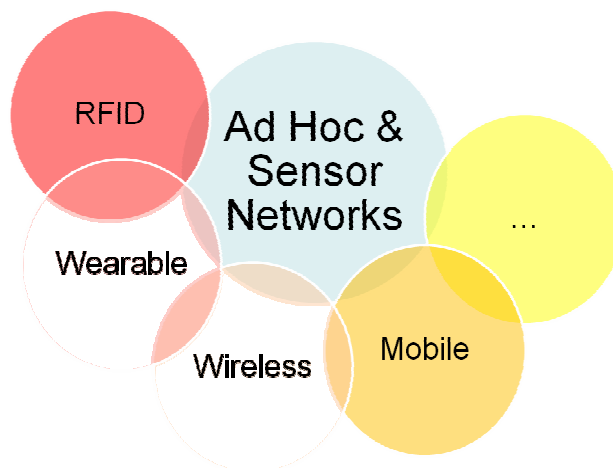 RFID
Ad Hoc &
Sensor
Networks
...
Wearable
Wireless
Mobile